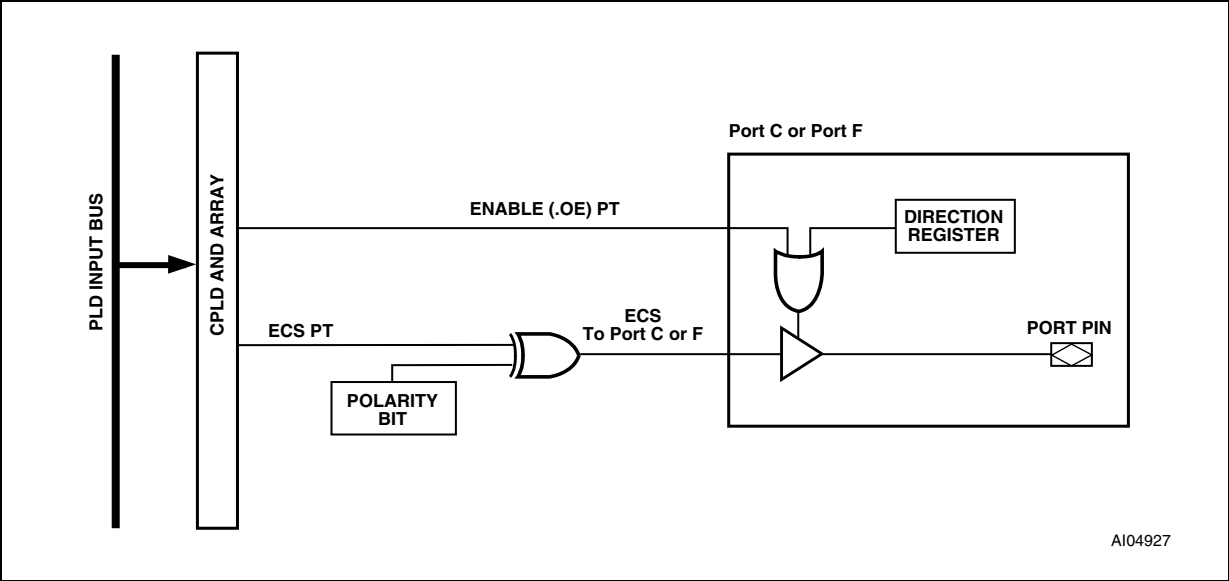 Port C or Port F
ENABLE (.OE) PT
DIRECTION
REGISTER
PLD INPUT BUS
CPLD AND ARRAY
ECS PT
ECS
To Port C or F
PORT PIN
POLARITY
BIT
AI04927